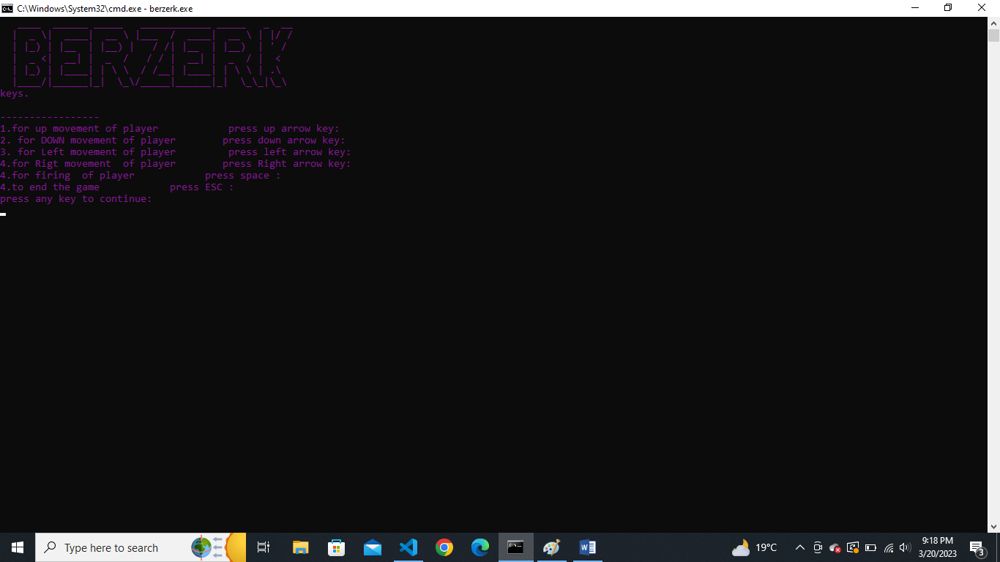 C:\Windows\System32\cmd.exe - berzerk.exe
BERZERK
keys.
-----------------
1.for up movement of player            press up arrow key:
2. for DOWN movement of player        press down arrow key:
3. for Left movement of player         press left arrow key:
4.for Rigt movement  of player        press Right arrow key:
4.for firing  of player            press space :
4.to end the game            press ESC :
press any key to continue:
Type here to search
19°C
9:18 PM
3/20/2023
3